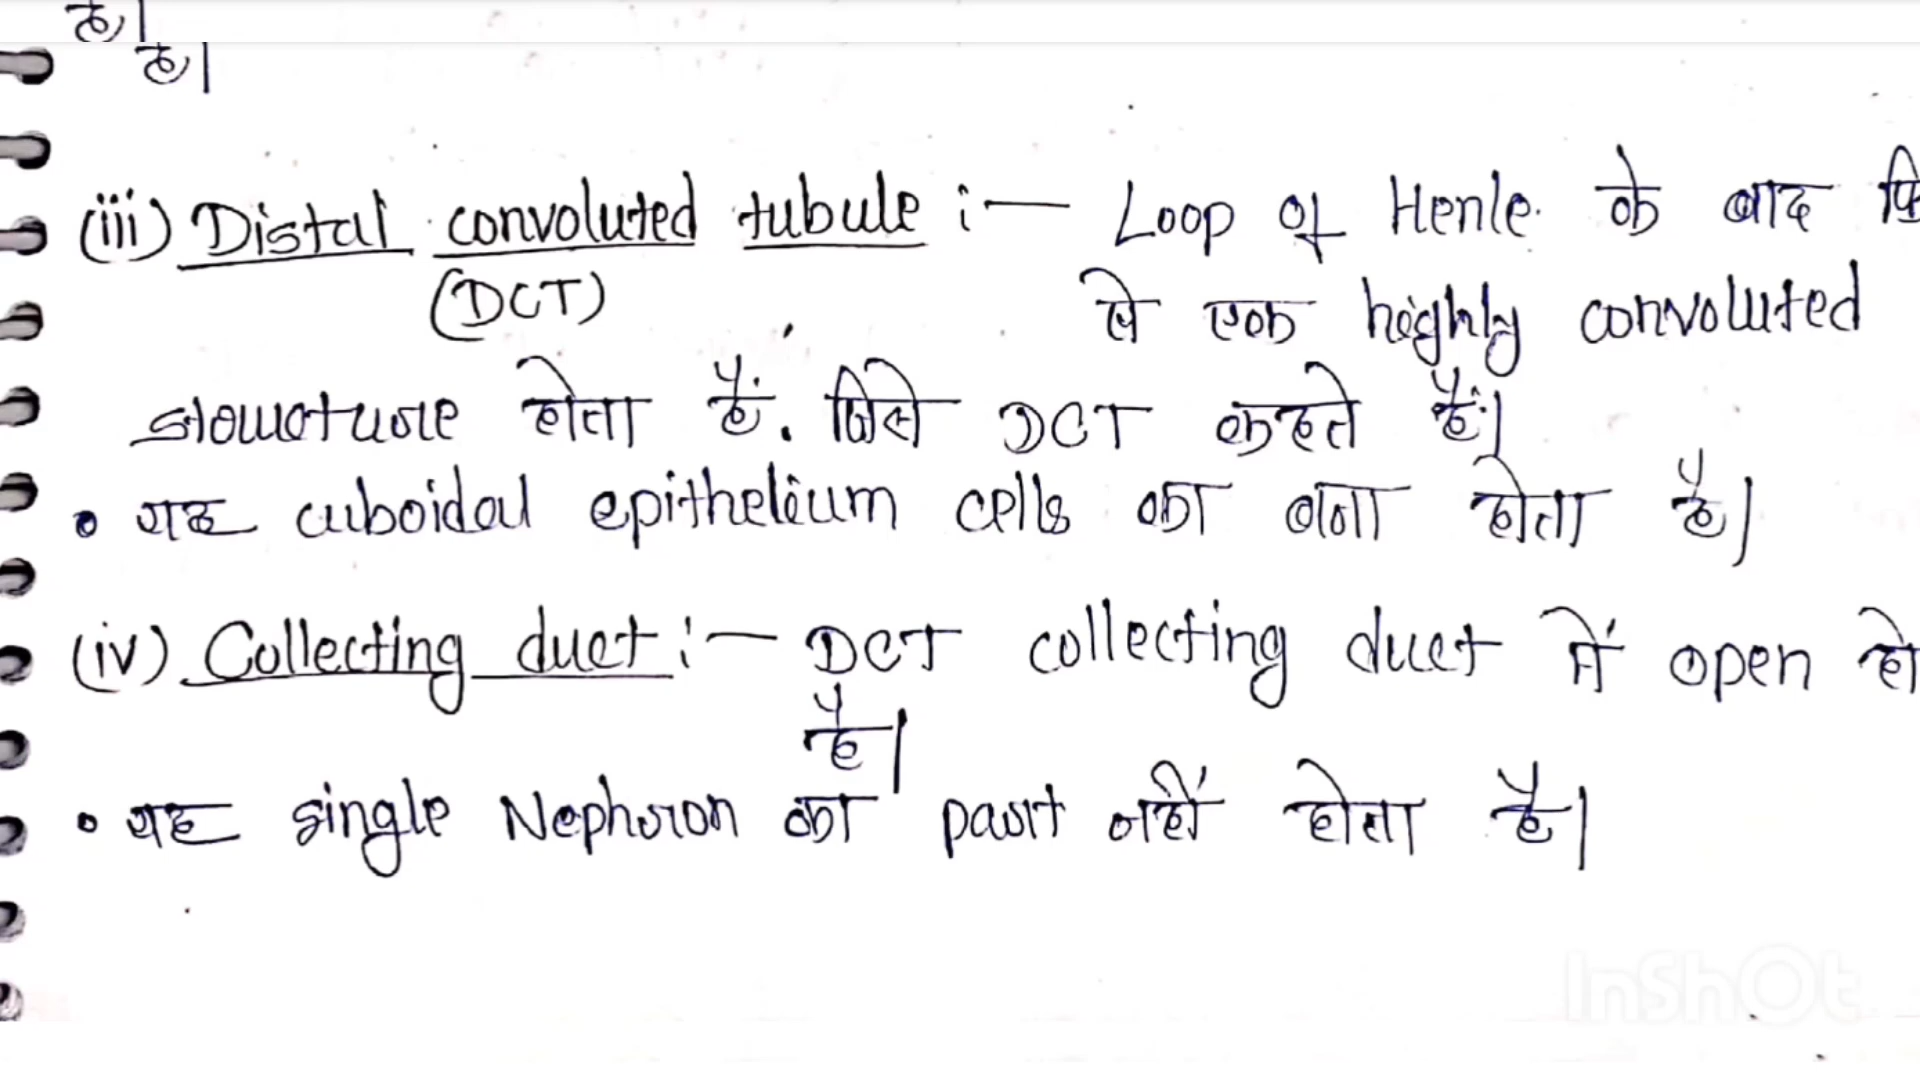 है।
है।
(iii) Distal convoluted tubule :— Loop of Henle के बाद फि
(DCT) से एक highly convoluted
structure होता है. जिसे DCT कहते हैं।
• यह cuboidal epithelium cells का बना होता है।
(iv) Collecting duct :— DCT collecting duct में open हो
है।
• यह single Nephron का part नहीं होता है।
InShOt